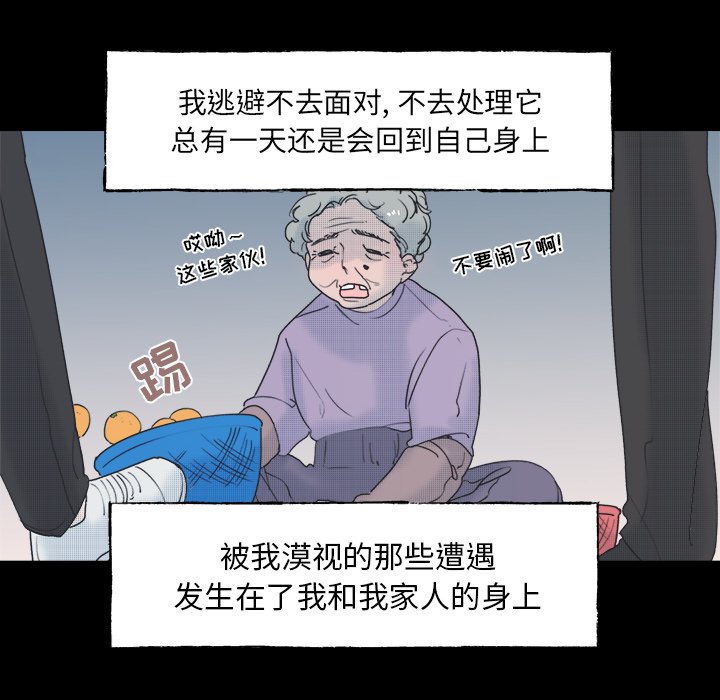 我逃避不去面对, 不去处理它
总有一天还是会回到自己身上
哎呦~
这些家伙!
不要闹了啊!
踢
被我漠视的那些遭遇
发生在了我和我家人的身上